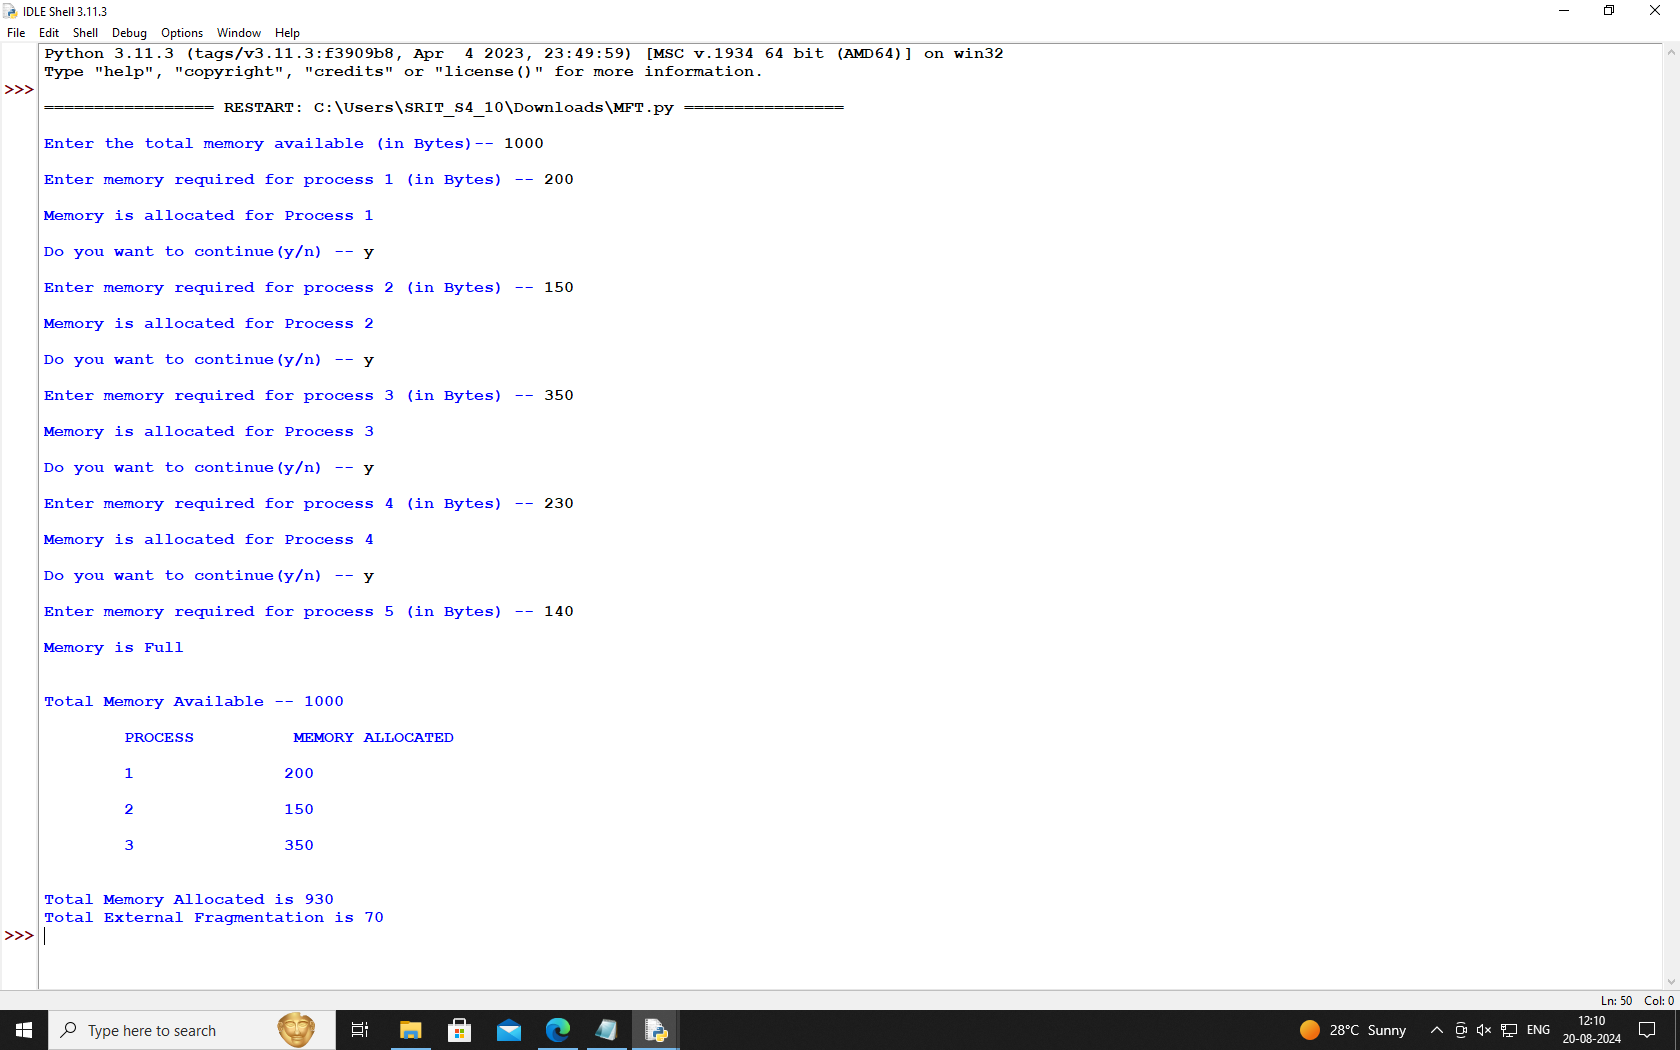 IDLE Shell 3.11.3
File Edit Shell Debug Options Window Help
Python 3.11.3 (tags/v3.11.3:f3909b8, Apr  4 2023, 23:49:59) [MSC v.1934 64 bit (AMD64)] on win32
Type "help", "copyright", "credits" or "license()" for more information.
>>>
================= RESTART: C:\Users\SRIT_S4_10\Downloads\MFT.py ================
Enter the total memory available (in Bytes)-- 1000
Enter memory required for process 1 (in Bytes) -- 200
Memory is allocated for Process 1
Do you want to continue(y/n) -- y
Enter memory required for process 2 (in Bytes) -- 150
Memory is allocated for Process 2
Do you want to continue(y/n) -- y
Enter memory required for process 3 (in Bytes) -- 350
Memory is allocated for Process 3
Do you want to continue(y/n) -- y
Enter memory required for process 4 (in Bytes) -- 230
Memory is allocated for Process 4
Do you want to continue(y/n) -- y
Enter memory required for process 5 (in Bytes) -- 140
Memory is Full
Total Memory Available -- 1000
PROCESS MEMORY ALLOCATED
1 200
2 150
3 350
Total Memory Allocated is 930
Total External Fragmentation is 70
>>>
Ln: 50 Col: 0
Type here to search
28°C Sunny
ENG
12:10
20-08-2024